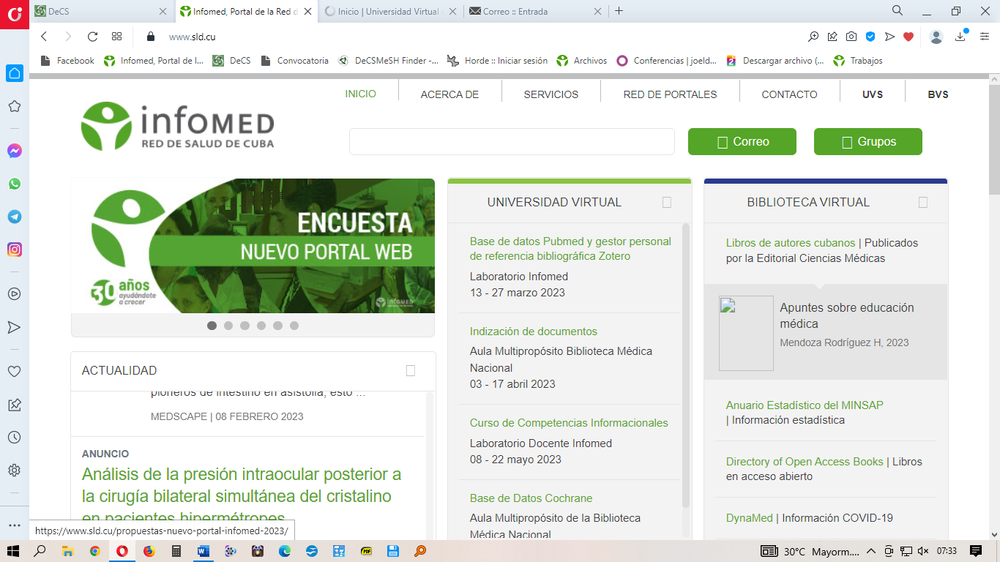 DeCS
Infomed, Portal de la Red d
Inicio | Universidad Virtual
Correo :: Entrada
www.sld.cu
Facebook
Infomed, Portal de l...
DeCS
Convocatoria
DeCSMeSH Finder -...
Horde :: Iniciar sesión
Archivos
Conferencias | joeld...
Descargar archivo (...
Trabajos
INICIO
ACERCA DE
SERVICIOS
RED DE PORTALES
CONTACTO
UVS
BVS
infoMED
RED DE SALUD DE CUBA
Correo
Grupos
ENCUESTA
NUEVO PORTAL WEB
30 años
ayudándote
a crecer
infoMED
ACTUALIDAD
pioneros de intestino en asistolia, esto ...
MEDSCAPE | 08 FEBRERO 2023
ANUNCIO
Análisis de la presión intraocular posterior a
la cirugía bilateral simultánea del cristalino
en pacientes hipermétropes
UNIVERSIDAD VIRTUAL
Base de datos Pubmed y gestor personal
de referencia bibliográfica Zotero
Laboratorio Infomed
13 - 27 marzo 2023
Indización de documentos
Aula Multipropósito Biblioteca Médica
Nacional
03 - 17 abril 2023
Curso de Competencias Informacionales
Laboratorio Docente Infomed
08 - 22 mayo 2023
Base de Datos Cochrane
Aula Multipropósito de la Biblioteca
Médica Nacional
BIBLIOTECA VIRTUAL
Libros de autores cubanos | Publicados
por la Editorial Ciencias Médicas
Apuntes sobre educación
médica
Mendoza Rodríguez H, 2023
Anuario Estadístico del MINSAP
| Información estadística
Directory of Open Access Books | Libros
en acceso abierto
DynaMed | Información COVID-19
https://www.sld.cu/propuestas-nuevo-portal-infomed-2023/
PDF
30°C Mayorm....
07:33